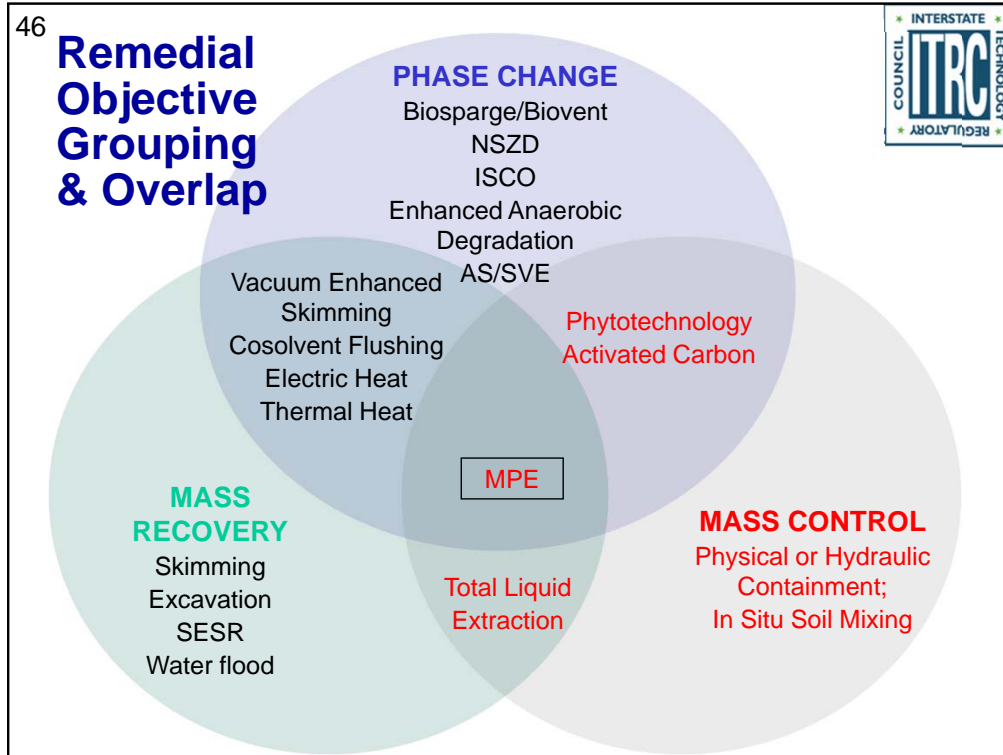 46
Remedial
Objective
Grouping
& Overlap
INTERSTATE
TECHNOLOGY
REGULATORY
COUNCIL
ITRC
PHASE CHANGE
Biosparge/Biovent
NSZD
ISCO
Enhanced Anaerobic
Degradation
AS/SVE
Vacuum Enhanced
Skimming
Cosolvent Flushing
Electric Heat
Thermal Heat
Phytotechnology
Activated Carbon
MPE
MASS
RECOVERY
Skimming
Excavation
SESR
Water flood
Total Liquid
Extraction
MASS CONTROL
Physical or Hydraulic
Containment;
In Situ Soil Mixing